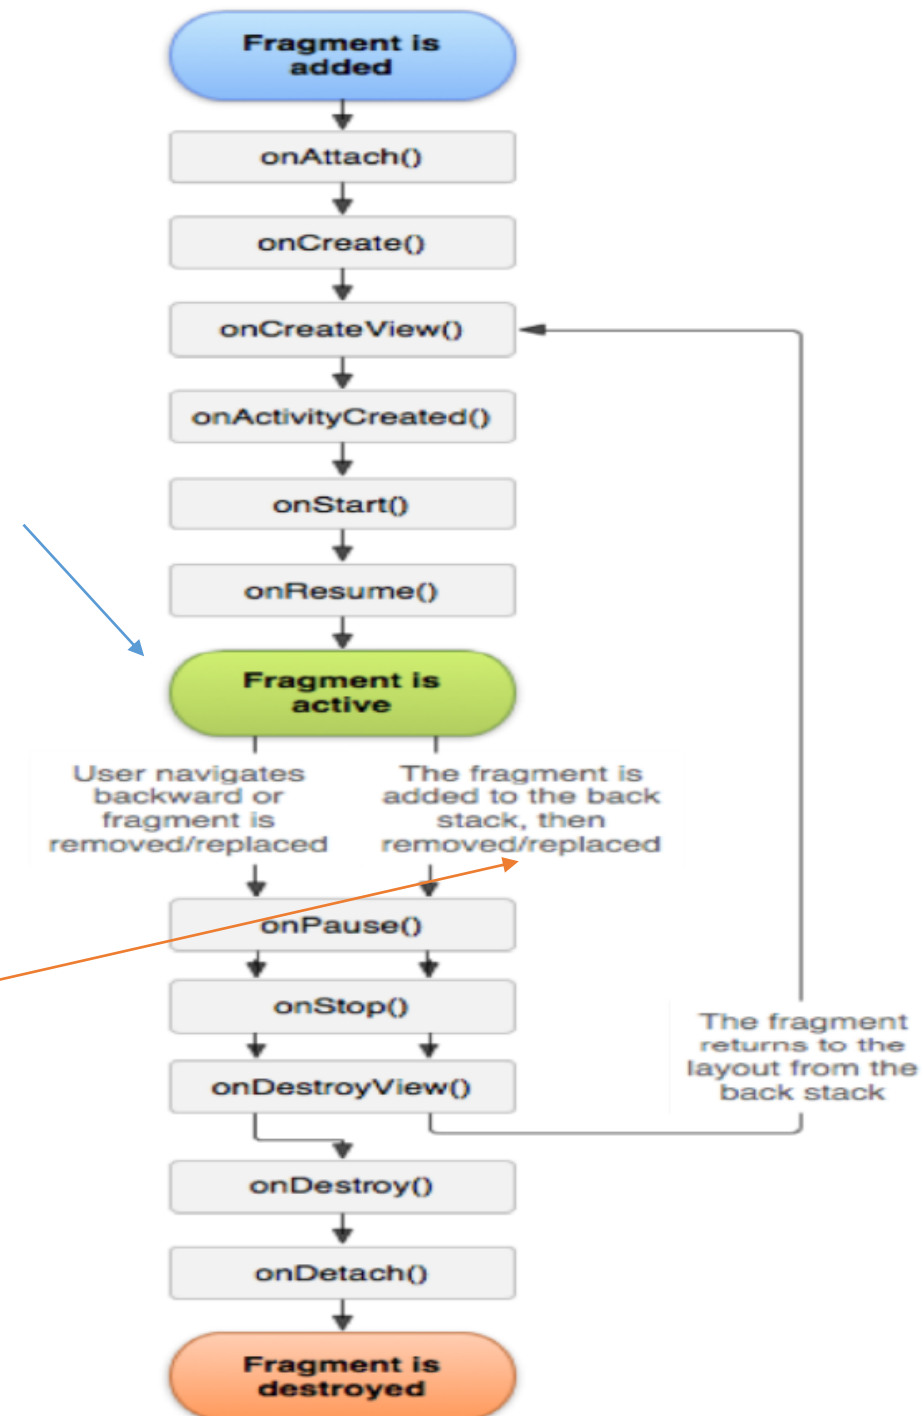 Fragment is
added
onAttach()
onCreate()
onCreateView()
onActivityCreated()
onStart()
onResume()
Fragment is
active
User navigates
backward or
fragment is
removed/replaced
The fragment is
added to the back
stack, then
removed/replaced
onPause()
onStop()
onDestroyView()
The fragment
returns to the
layout from the
back stack
onDestroy()
onDetach()
Fragment is
destroyed